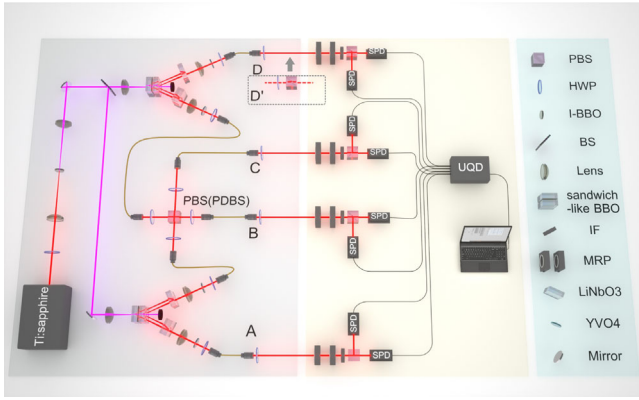 D
SPD
SPD
D'
SPD
C
SPD
PBS(PDBS)
UQD
B
SPD
SPD
Ti:sapphire
A
SPD
SPD
PBS
HWP
I-BBO
BS
Lens
sandwich
-like BBO
IF
MRP
LiNbO3
YVO4
Mirror